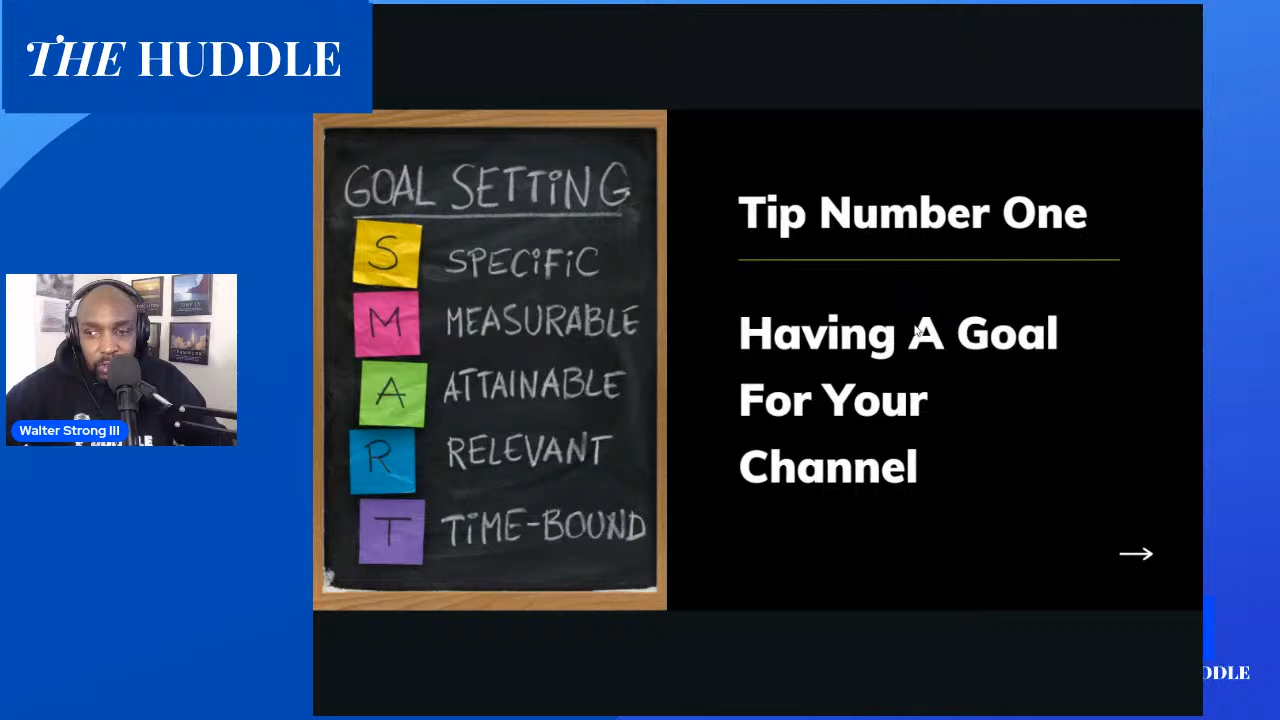 THE HUDDLE
GOAL SETTING
S SPECIFIC
M MEASURABLE
A ATTAINABLE
R RELEVANT
T TIME-BOUND
Tip Number One
Having A Goal
For Your
Channel
Walter Strong III